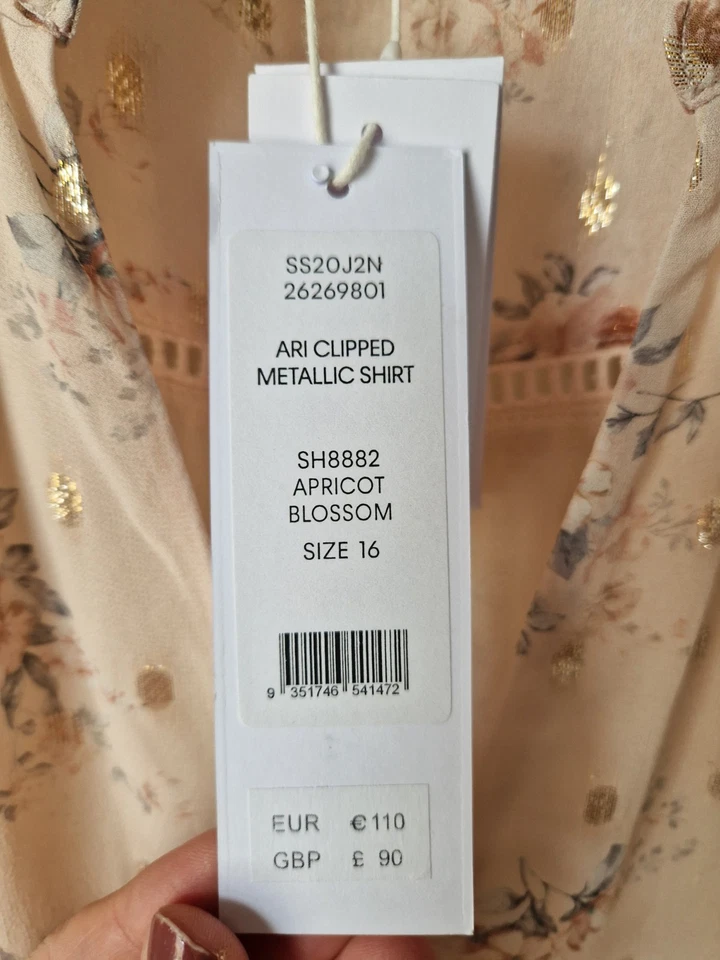 SS20J2N
26269801
ARI CLIPPED
METALLIC SHIRT
SH8882
APRICOT
BLOSSOM
SIZE 16
9 351746 541472
EUR €110
GBP £ 90